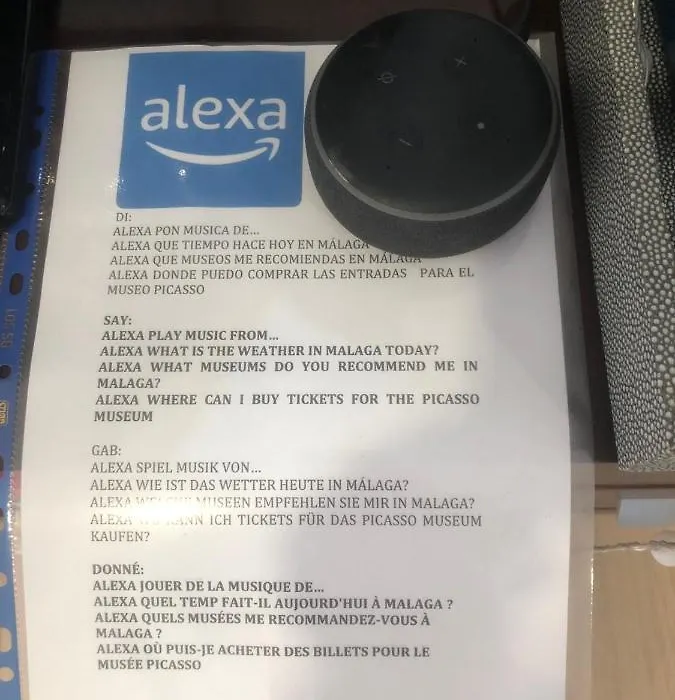 alexa
DI:
ALEXA PON MUSICA DE...
ALEXA QUE TIEMPO HACE HOY EN MÁLAGA
ALEXA QUE MUSEOS ME RECOMIENDAS EN MÁLAGA
ALEXA DONDE PUEDO COMPRAR LAS ENTRADAS PARA EL
MUSEO PICASSO
SAY:
ALEXA PLAY MUSIC FROM...
ALEXA WHAT IS THE WEATHER IN MALAGA TODAY?
ALEXA WHAT MUSEUMS DO YOU RECOMMEND ME IN
MALAGA?
ALEXA WHERE CAN I BUY TICKETS FOR THE PICASSO
MUSEUM
GAB:
ALEXA SPIEL MUSIK VON...
ALEXA WIE IST DAS WETTER HEUTE IN MÁLAGA?
ALEXA WELCHE MUSEEN EMPFEHLEN SIE MIR IN MALAGA?
ALEXA WO KANN ICH TICKETS FÜR DAS PICASSO MUSEUM
KAUFEN?
DONNÉ:
ALEXA JOUER DE LA MUSIQUE DE...
ALEXA QUEL TEMP FAIT-IL AUJOURD'HUI À MALAGA ?
ALEXA QUELS MUSÉES ME RECOMMANDEZ-VOUS À
MALAGA ?
ALEXA OÙ PUIS-JE ACHETER DES BILLETS POUR LE
MUSÉE PICASSO